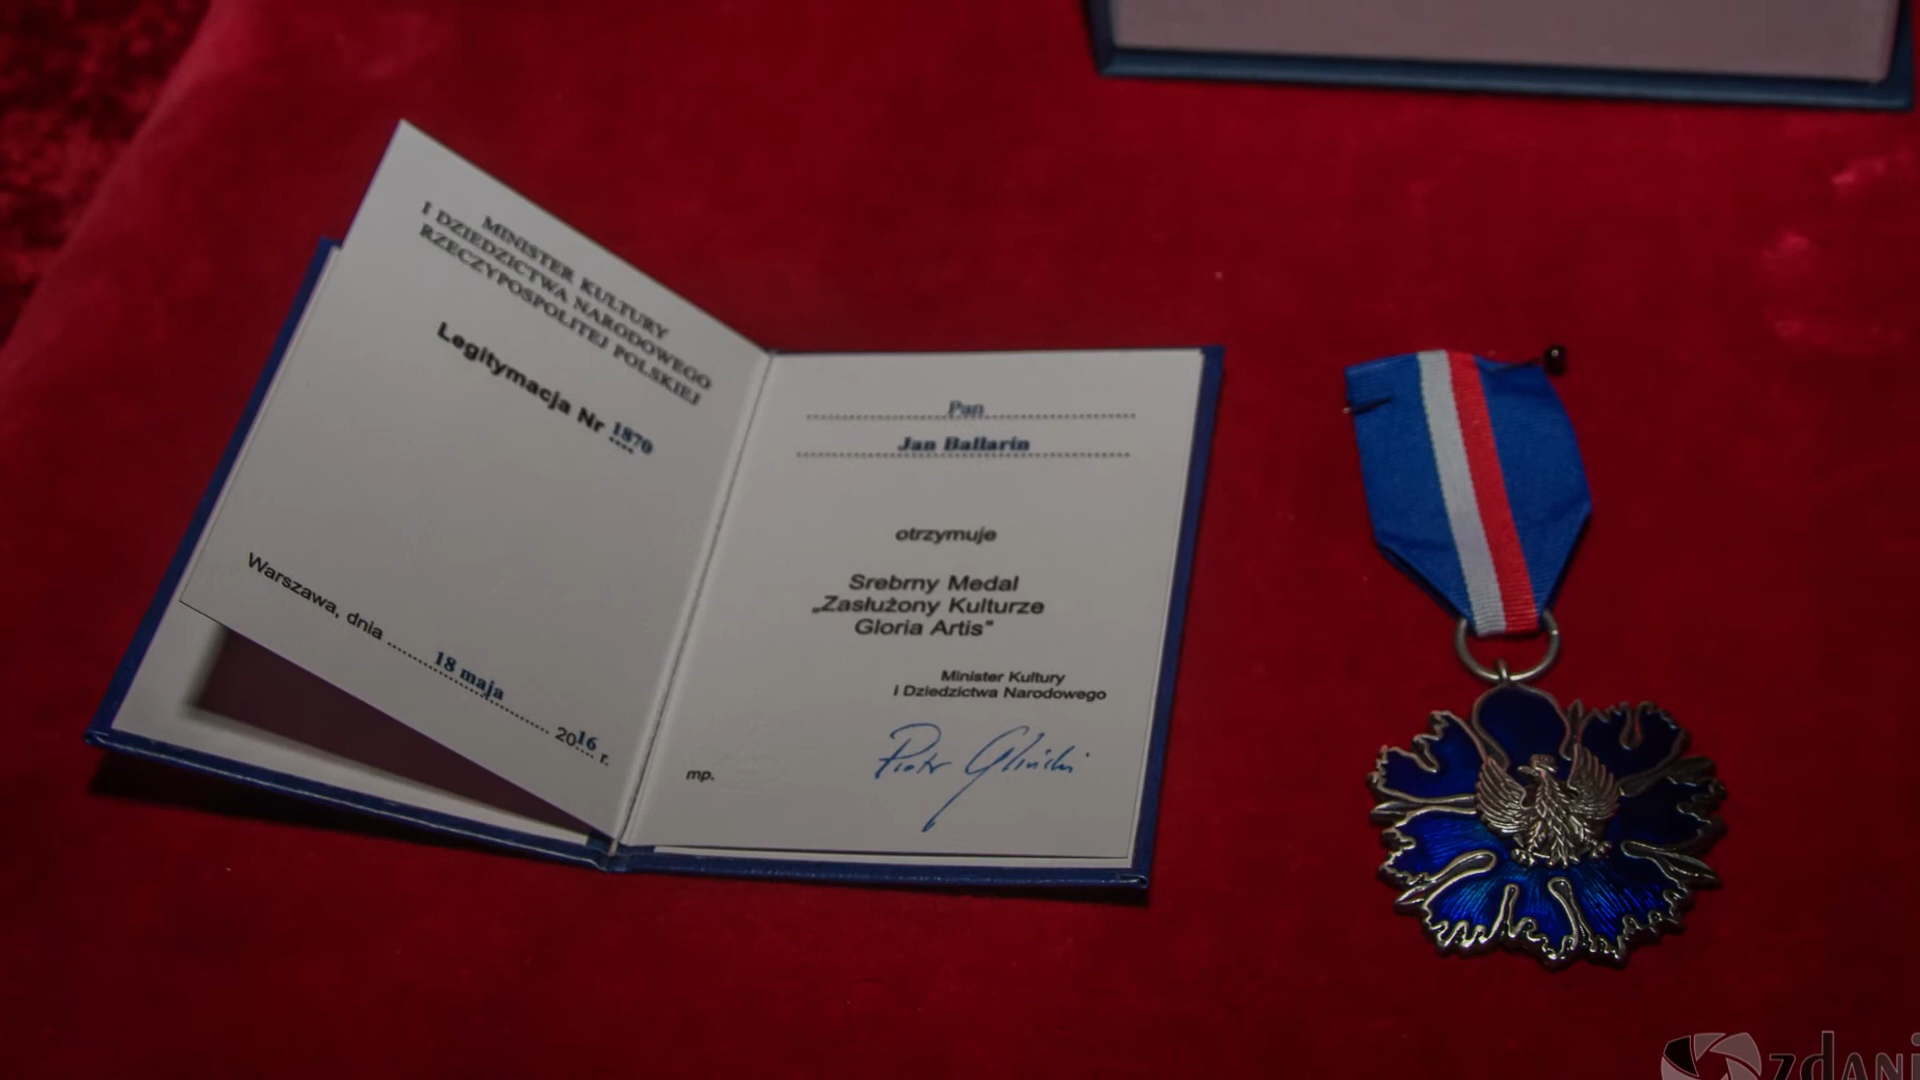 MINISTER KULTURY
I DZIEDZICTWA NARODOWEGO
RZECZYPOSPOLITEJ POLSKIEJ
Legitymacja Nr 1870
Warszawa, dnia 18 maja 2016 r.
Pan
Jan Ballarin
otrzymuje
Srebrny Medal
„Zasłużony Kulturze
Gloria Artis"
Minister Kultury
i Dziedzictwa Narodowego
mp.
Piotr Gliński
zdani